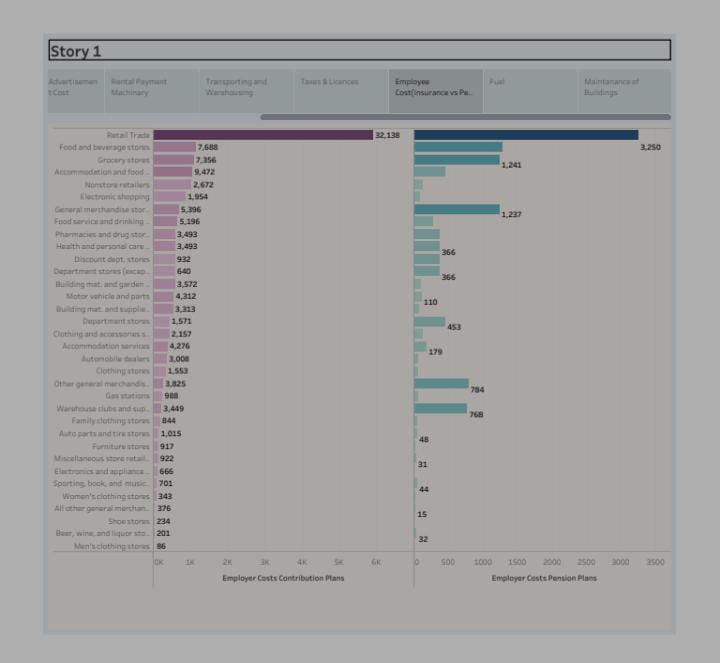 Story 1
Advertisemen
t Cost
Rental Payment
Machinery
Transporting and
Warehousing
Taxes & Licences
Employee
Cost(Insurance vs Pe..
Fuel
Maintanance of
Buildings
Retail Trade 32,138 3,250
Food and beverage stores 7,688
Grocery stores 7,356 1,241
Accommodation and food .. 9,472
Nonstore retailers 2,672
Electronic shopping 1,954
General merchandise stor.. 5,396 1,237
Food service and drinking .. 5,196
Pharmacies and drug stor.. 3,493
Health and personal care .. 3,493 366
Discount dept. stores 932
Department stores (excep.. 640 366
Building mat. and garden .. 3,572
Motor vehicle and parts 4,312 110
Building mat. and supplie.. 3,313
Department stores 1,571 453
Clothing and accessories s.. 2,157
Accommodation services 4,276 179
Automobile dealers 3,008
Clothing stores 1,553
Other general merchandis.. 3,825 784
Gas stations 988
Warehouse clubs and sup.. 3,449 768
Family clothing stores 844
Auto parts and tire stores 1,015 48
Furniture stores 917
Miscellaneous store retail.. 922 31
Electronics and appliance .. 666
Sporting, book, and music.. 701 44
Women's clothing stores 343
All other general merchan.. 376 15
Shoe stores 234
Beer, wine, and liquor sto.. 201 32
Men's clothing stores 86
0K 1K 2K 3K 4K 5K 6K 0 500 1000 1500 2000 2500 3000 3500
Employer Costs Contribution Plans Employer Costs Pension Plans